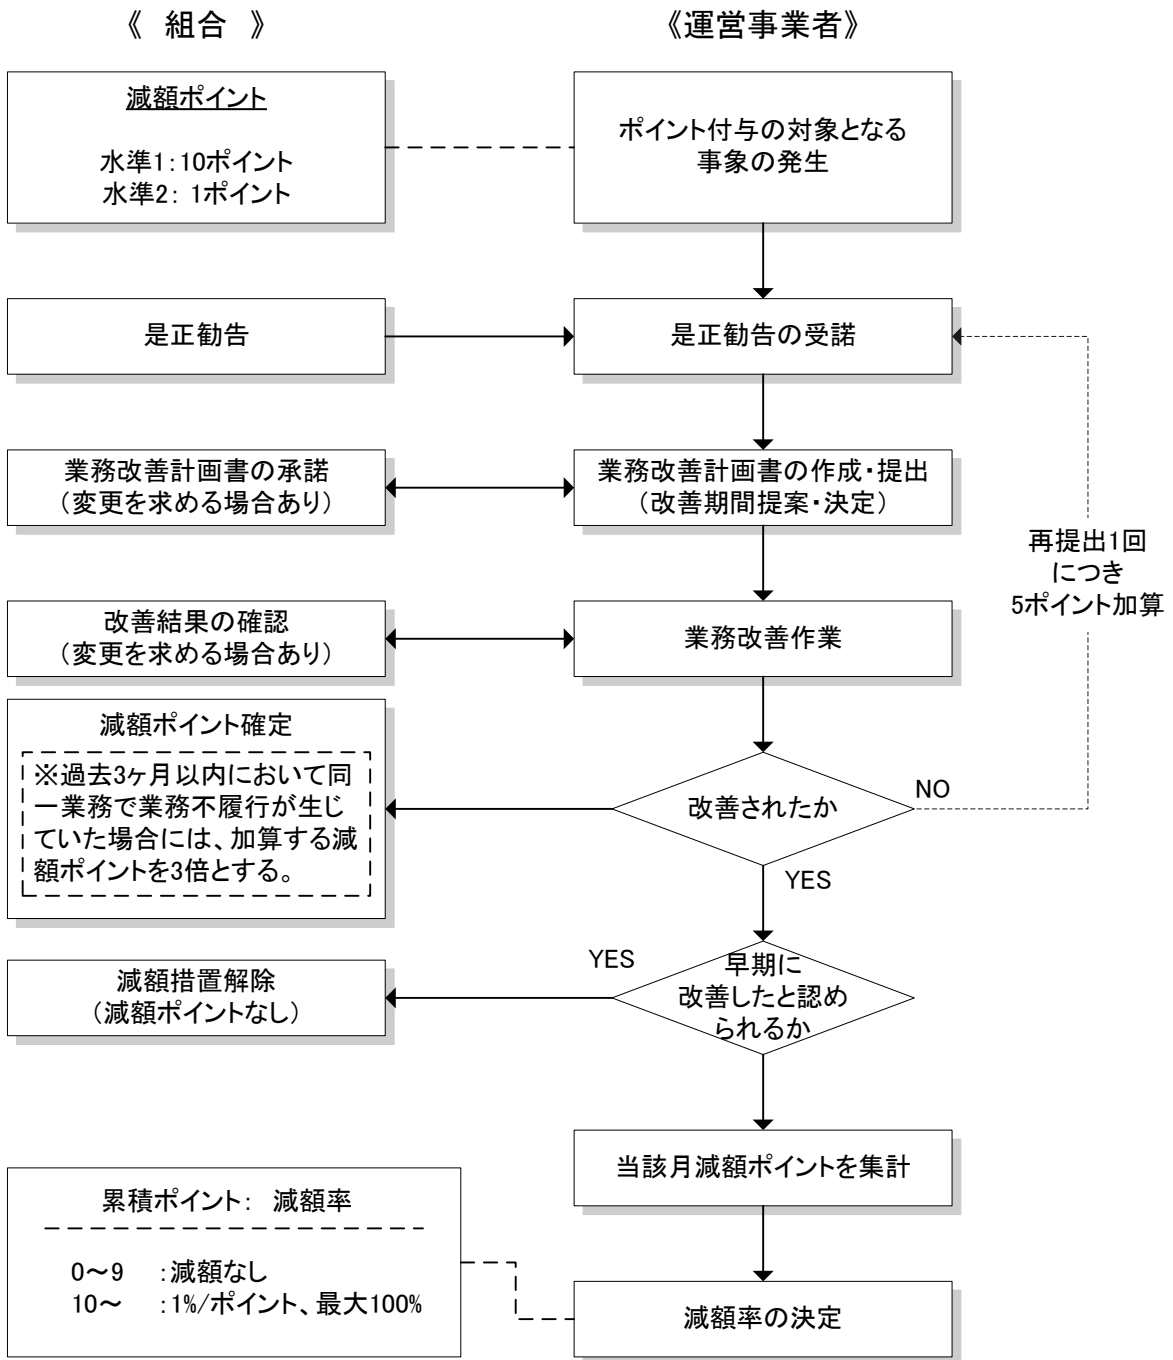 《 組合 》
《運営事業者》
減額ポイント
水準1：10ポイント
水準2： 1ポイント
ポイント付与の対象となる
事象の発生
是正勧告
是正勧告の受諾
業務改善計画書の承諾
（変更を求める場合あり）
業務改善計画書の作成・提出
（改善期間提案・決定）
再提出1回
につき
5ポイント加算
改善結果の確認
（変更を求める場合あり）
業務改善作業
減額ポイント確定
※過去3ヶ月以内において同
一業務で業務不履行が生じ
ていた場合には、加算する減
額ポイントを3倍とする。
改善されたか
NO
YES
減額措置解除
（減額ポイントなし）
YES
早期に
改善したと認め
られるか
当該月減額ポイントを集計
累積ポイント： 減額率
0～9 ：減額なし
10～ ：1%/ポイント、最大100%
減額率の決定